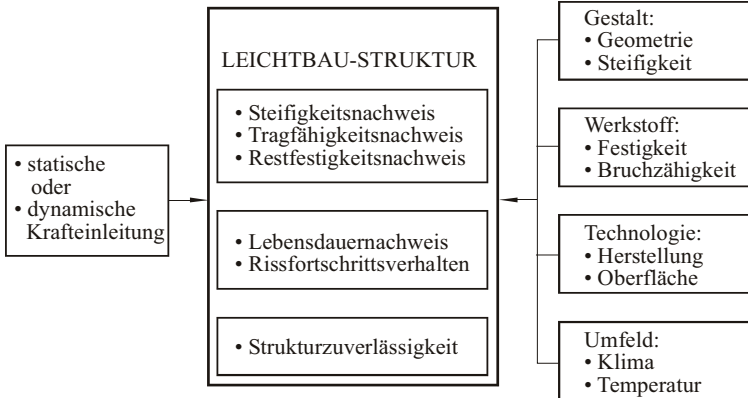 • statische
oder
• dynamische
Krafteinleitung
LEICHTBAU-STRUKTUR
• Steifigkeitsnachweis
• Tragfähigkeitsnachweis
• Restfestigkeitsnachweis
• Lebensdauernachweis
• Rissfortschrittsverhalten
• Strukturzuverlässigkeit
Gestalt:
• Geometrie
• Steifigkeit
Werkstoff:
• Festigkeit
• Bruchzähigkeit
Technologie:
• Herstellung
• Oberfläche
Umfeld:
• Klima
• Temperatur